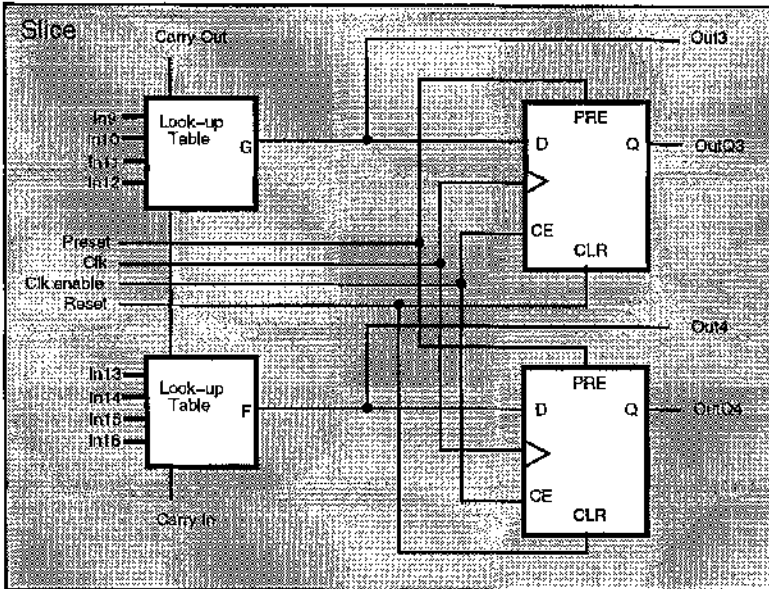 Slice
Carry Out
Out3
In9
In10
In11
In12
Look-up
Table
G
PRE
D
Q
OutQ3
CE
CLR
Preset
Clk
Clk enable
Reset
Out4
In13
In14
In15
In16
Look-up
Table
F
PRE
D
Q
OutQ4
CE
CLR
Carry In